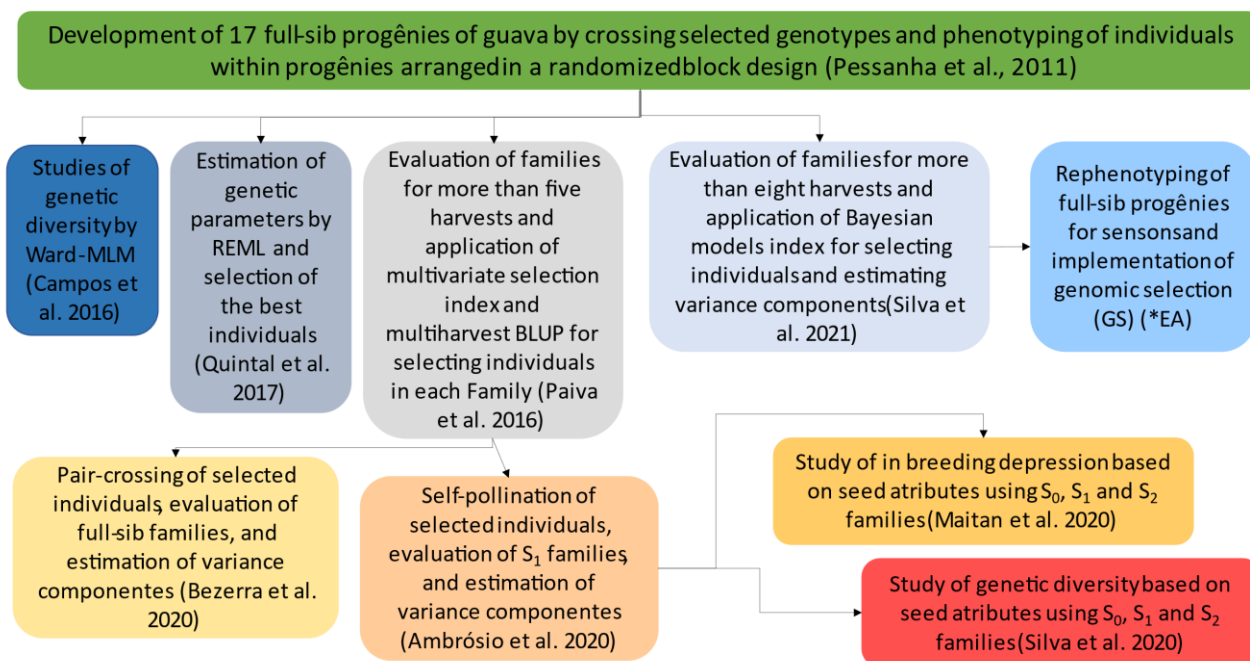 Development of 17 full-sib progênies of guava by crossing selected genotypes and phenotyping of individuals
within progênies arranged in a randomized block design (Pessanha et al., 2011)
Studies of
genetic
diversity by
Ward-MLM
(Campos et
al. 2016)
Estimation of
genetic
parameters by
REML and
selection of
the best
individuals
(Quintal et al.
2017)
Evaluation of families
for more than five
harvests and
application of
multivariate selection
index and
multiharvest BLUP for
selecting individuals
in each Family (Paiva
et al. 2016)
Evaluation of families for more
than eight harvests and
application of Bayesian
models index for selecting
individuals and estimating
variance components (Silva et
al. 2021)
Rephenotyping of
full-sib progênies
for sensons and
implementation of
genomic selection
(GS) (*EA)
Pair-crossing of selected
individuals, evaluation of
full-sib families, and
estimation of variance
componentes (Bezerra et al.
2020)
Self-pollination of
selected individuals,
evaluation of S₁ families,
and estimation of
variance componentes
(Ambrósio et al. 2020)
Study of in breeding depression based
on seed atributes using S₀, S₁ and S₂
families (Maitan et al. 2020)
Study of genetic diversity based on
seed atributes using S₀, S₁ and S₂
families (Silva et al. 2020)